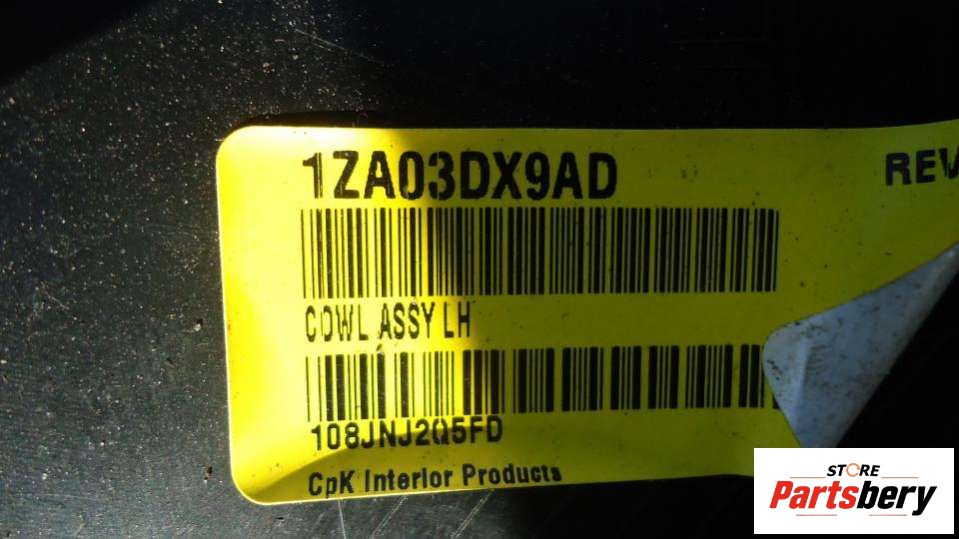 1ZA03DX9AD
REV
COWL ASSY LH
108JNJ2Q5FD
CpK Interior Products
STORE
Partsbery